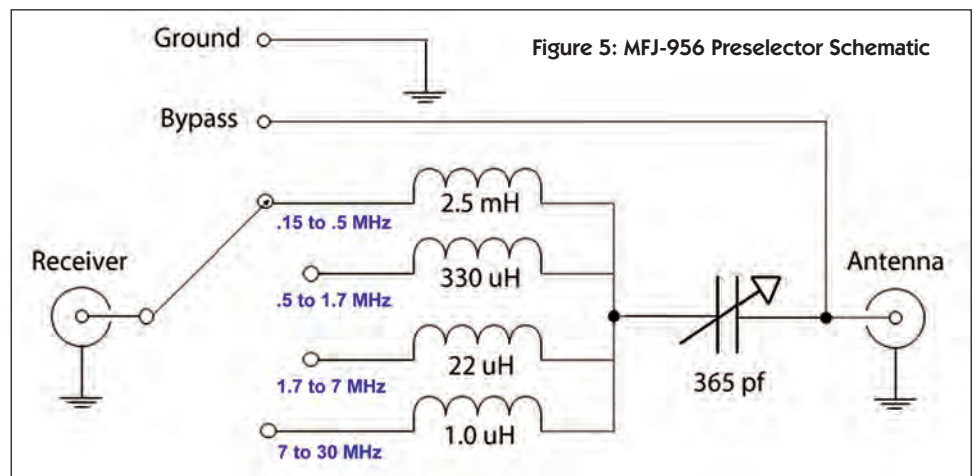 Figure 5: MFJ-956 Preselector Schematic
Ground
Bypass
2.5 mH
.15 to .5 MHz
Receiver
330 uH
.5 to 1.7 MHz
Antenna
22 uH
1.7 to 7 MHz
365 pf
1.0 uH
7 to 30 MHz